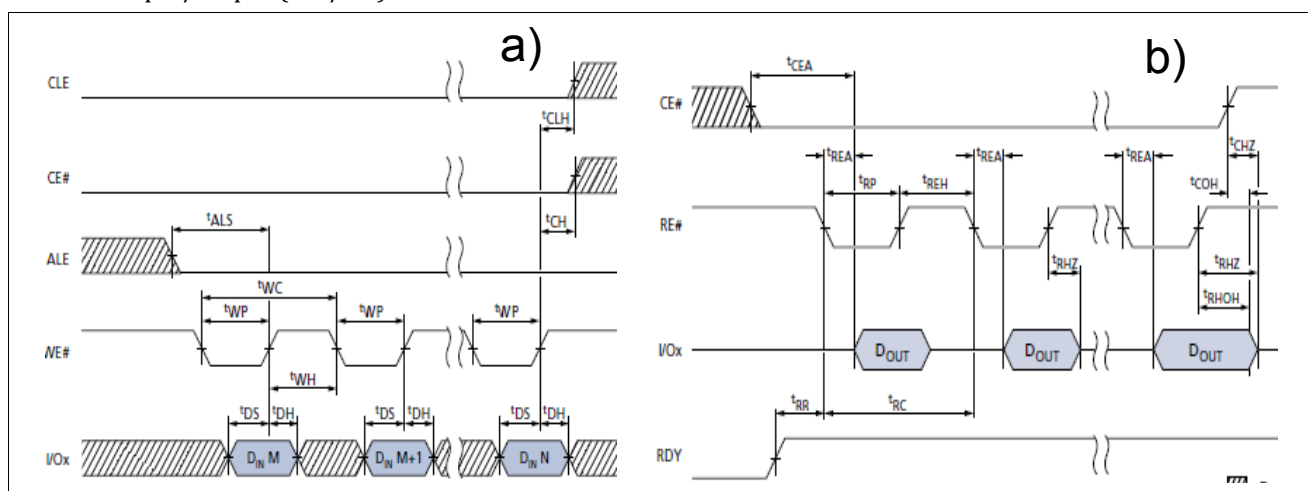 a)
CLE
tCLH
CE#
tALS
tCH
ALE
tWC
tWP
tWP
tWP
WE#
tWH
tDS
tDH
tDS
tDH
tDS
tDH
I/Ox
DIN M
DIN M+1
DIN N
b)
tCEA
CE#
tREA
tREA
tREA
tCHZ
tRP
tREH
tCOH
RE#
tRHZ
tRHZ
tRHOH
I/Ox
DOUT
DOUT
DOUT
tRR
tRC
RDY